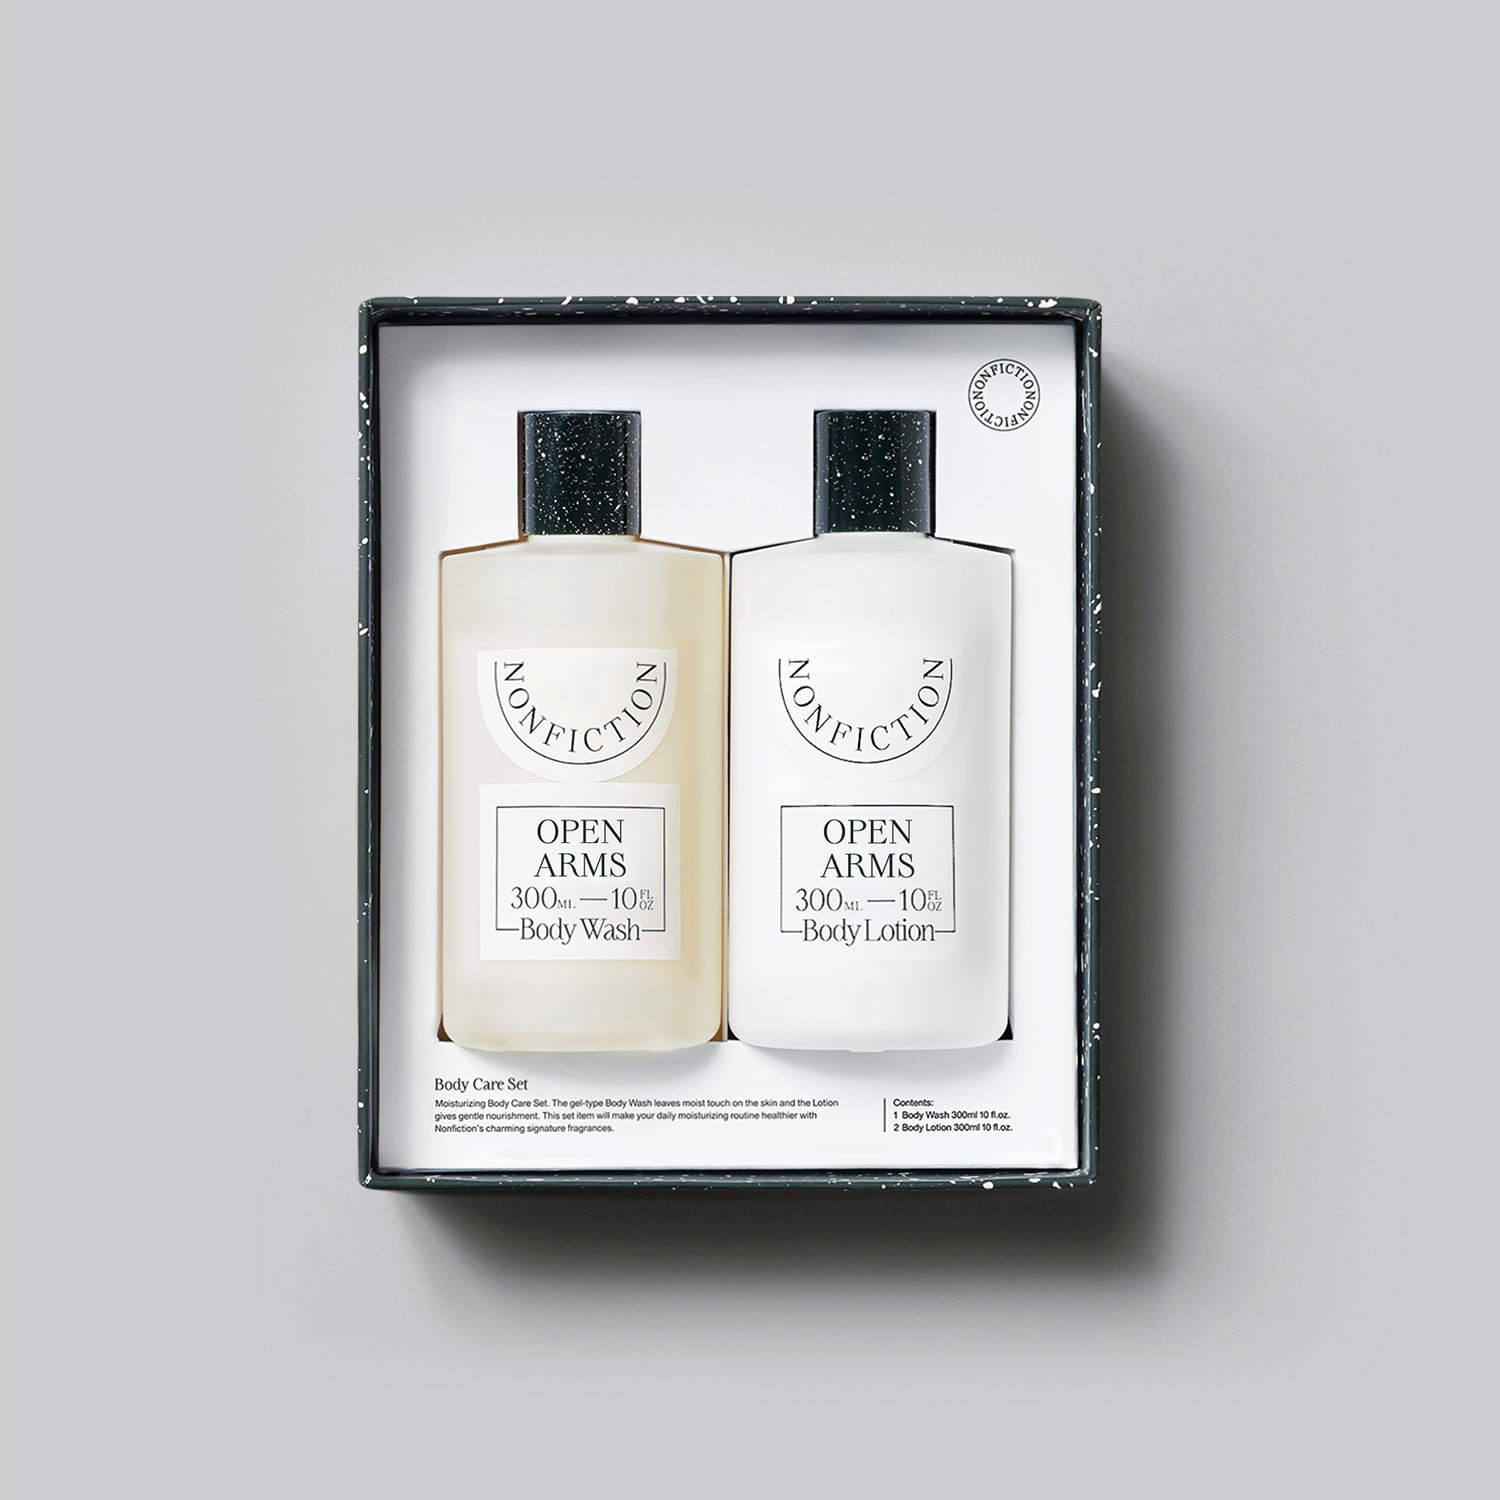 NONFICTIONONFICTIONONFICTIO
NONFICTION
OPEN
ARMS
300ML—10FL OZ
Body Wash
NONFICTION
OPEN
ARMS
300ML—10FL OZ
Body Lotion
Body Care Set
Moisturizing Body Care Set. The gel-type Body Wash leaves moist touch on the skin and the Lotion
gives gentle nourishment. This set item will make your daily moisturizing routine healthier with
Nonfiction's charming signature fragrances.
Contents:
1 Body Wash 300ml 10 fl.oz.
2 Body Lotion 300ml 10 fl.oz.